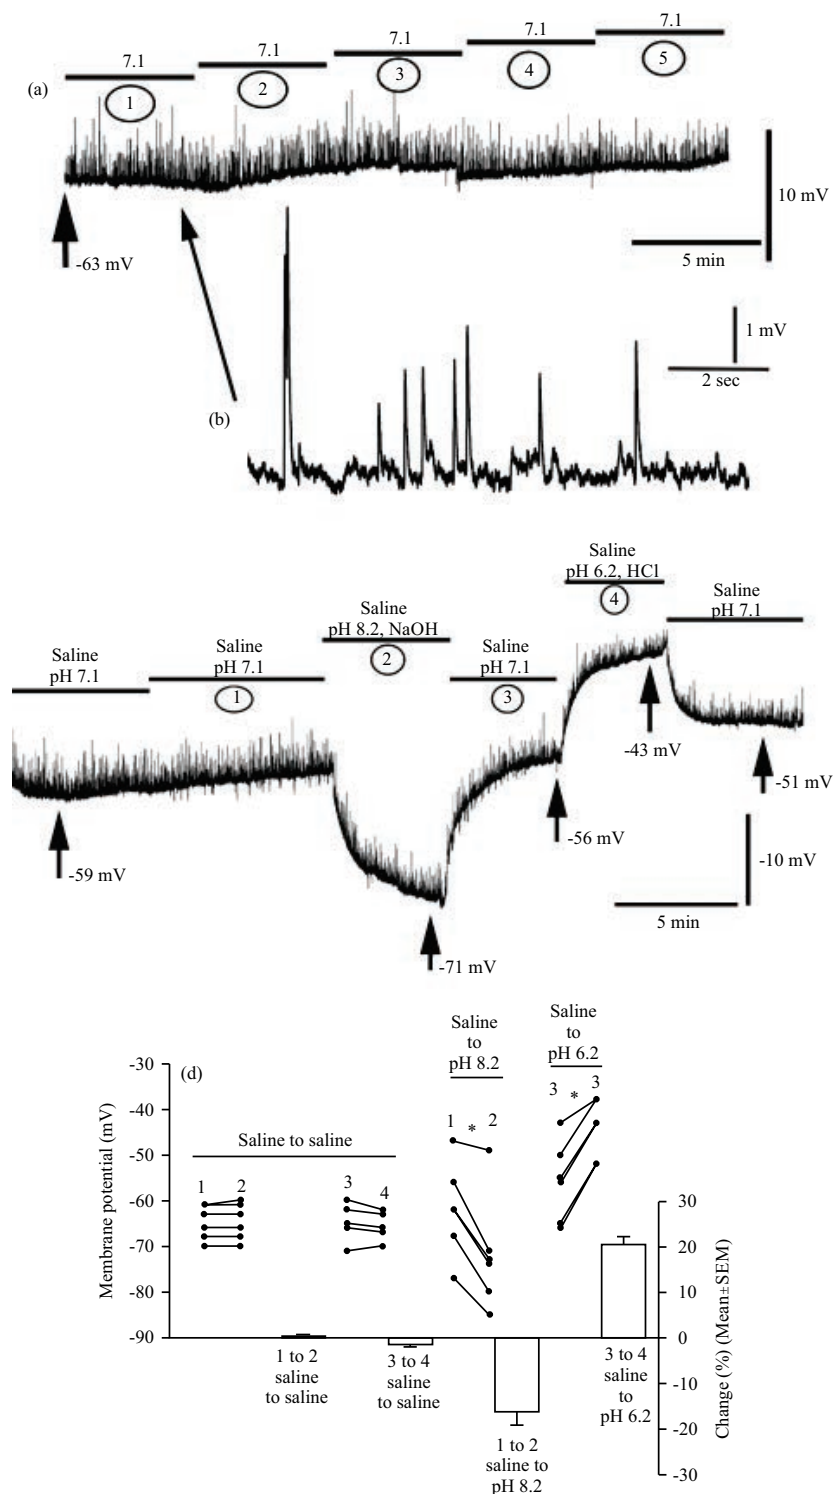 7.1
7.1
7.1
7.1
7.1
(a)
1
2
3
4
5
10 mV
5 min
-63 mV
1 mV
2 sec
(b)
Saline
pH 7.1
Saline
pH 7.1
1
Saline
pH 8.2, NaOH
2
Saline
pH 7.1
3
Saline
pH 6.2, HCl
4
Saline
pH 7.1
-59 mV
-71 mV
-56 mV
-43 mV
-51 mV
-10 mV
5 min
(d)
Membrane potential (mV)
-30
-40
-50
-60
-70
-80
-90
Saline to saline
1
2
3
4
Saline
to
pH 8.2
1
*
2
Saline
to
pH 6.2
3
*
3
30
20
10
0
-10
-20
-30
Change (%) (Mean±SEM)
1 to 2
saline
to saline
3 to 4
saline
to saline
1 to 2
saline to
pH 8.2
3 to 4
saline
to
pH 6.2